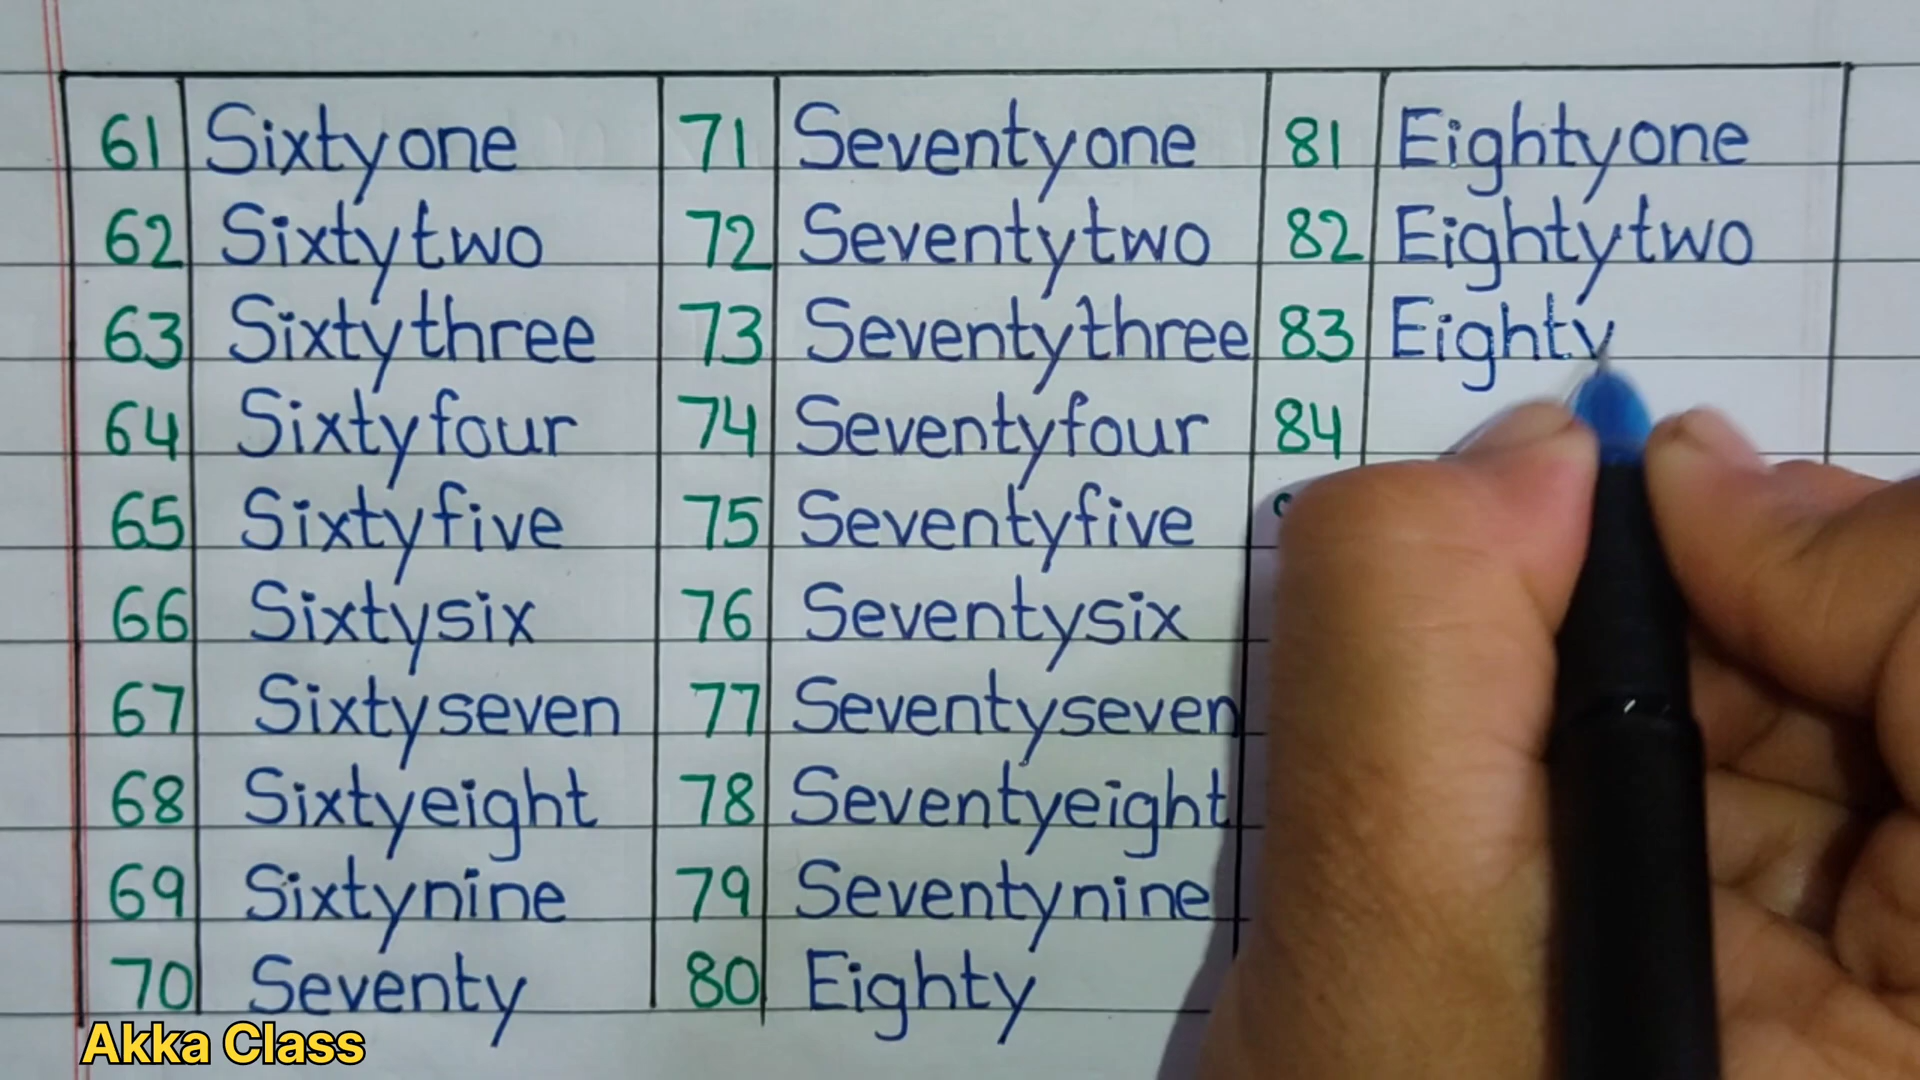 61 Sixtyone 71 Seventyone 81 Eightyone
62 Sixtytwo 72 Seventytwo 82 Eightytwo
63 Sixtythree 73 Seventythree 83 Eighty
64 Sixtyfour 74 Seventyfour 84
65 Sixtyfive 75 Seventyfive
66 Sixtysix 76 Seventysix
67 Sixtyseven 77 Seventyseven
68 Sixtyeight 78 Seventyeight
69 Sixtynine 79 Seventynine
70 Seventy 80 Eighty
Akka Class